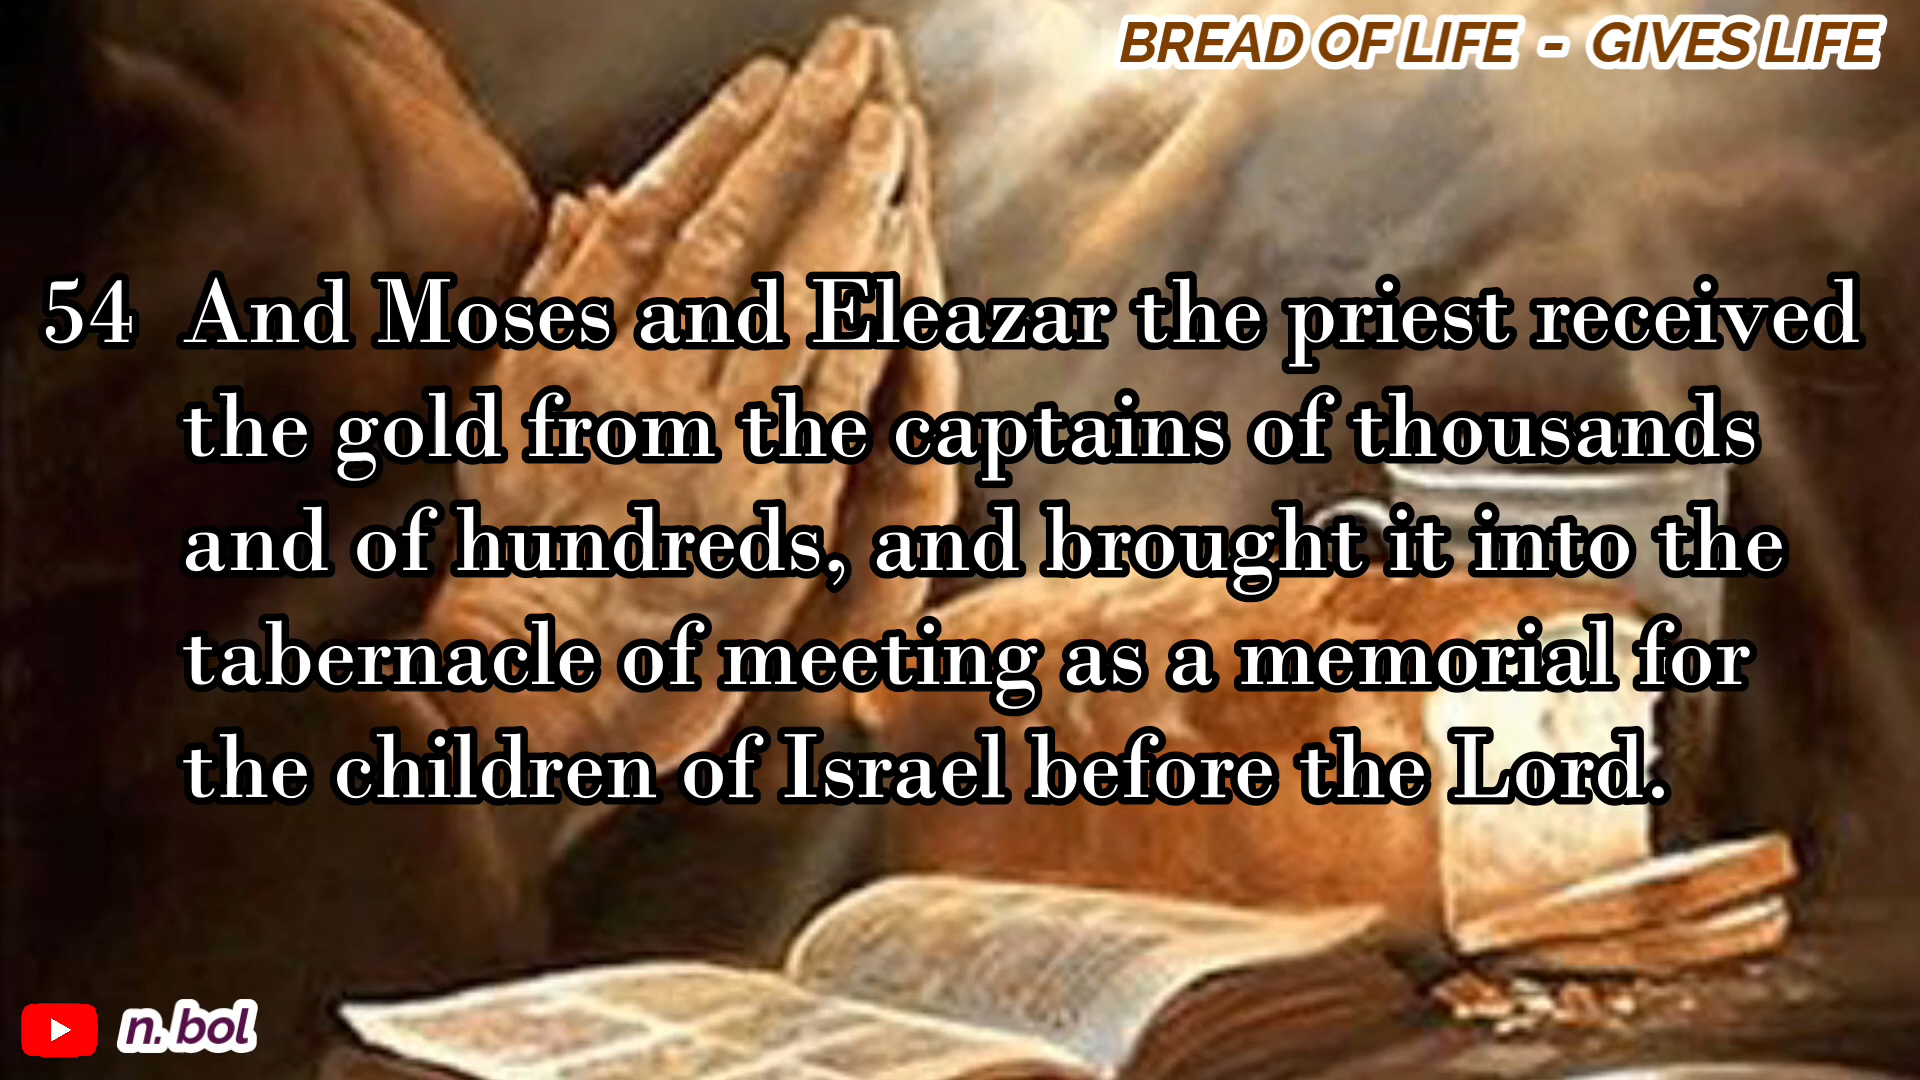 BREAD OF LIFE - GIVES LIFE
54 And Moses and Eleazar the priest received
the gold from the captains of thousands
and of hundreds, and brought it into the
tabernacle of meeting as a memorial for
the children of Israel before the Lord.
n. bol